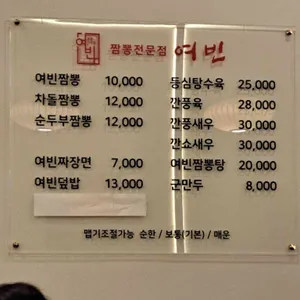 여빈 짬뽕전문점 여빈
여빈짬뽕 10,000
차돌짬뽕 12,000
순두부짬뽕 12,000
여빈짜장면 7,000
여빈덮밥 13,000
등심탕수육 25,000
깐풍육 28,000
깐풍새우 30,000
깐쇼새우 30,000
여빈짬뽕탕 20,000
군만두 8,000
맵기조절가능 순한 / 보통(기본) / 매운